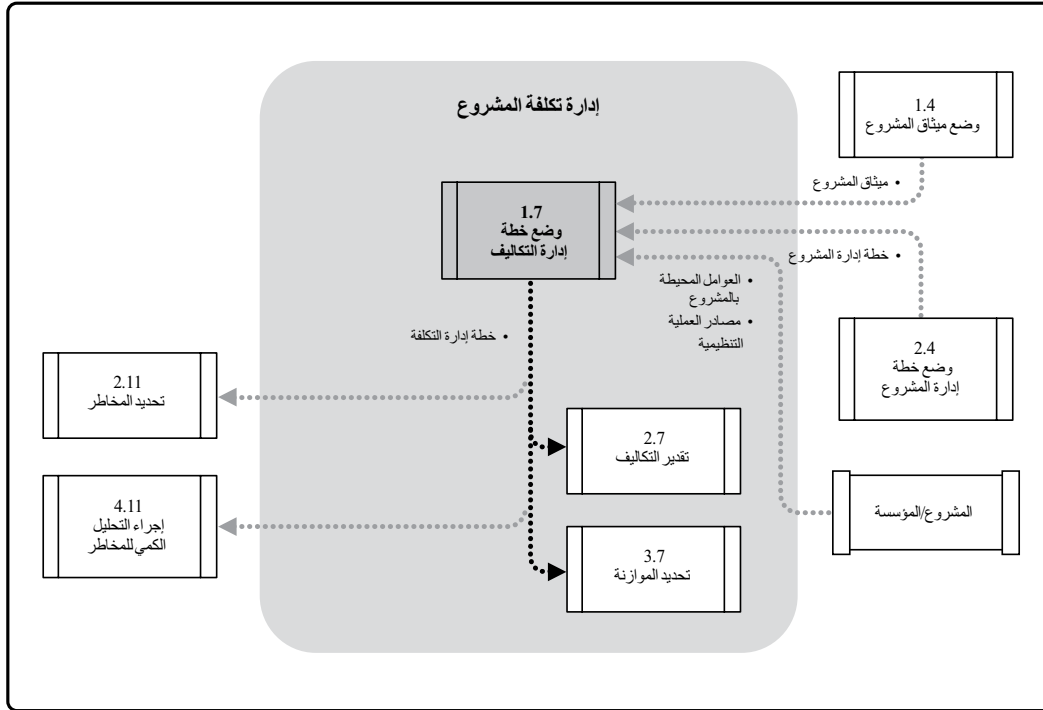 إدارة تكلفة المشروع
1.4
وضع ميثاق المشروع
• ميثاق المشروع
1.7
وضع خطة
إدارة التكاليف
• خطة إدارة المشروع
• العوامل المحيطة
بالمشروع
• مصادر العملية
التنظيمية
2.4
وضع خطة
إدارة المشروع
• خطة إدارة التكلفة
2.11
تحديد المخاطر
2.7
تقدير التكاليف
المشروع/المؤسسة
4.11
إجراء التحليل
الكمي للمخاطر
3.7
تحديد الموازنة